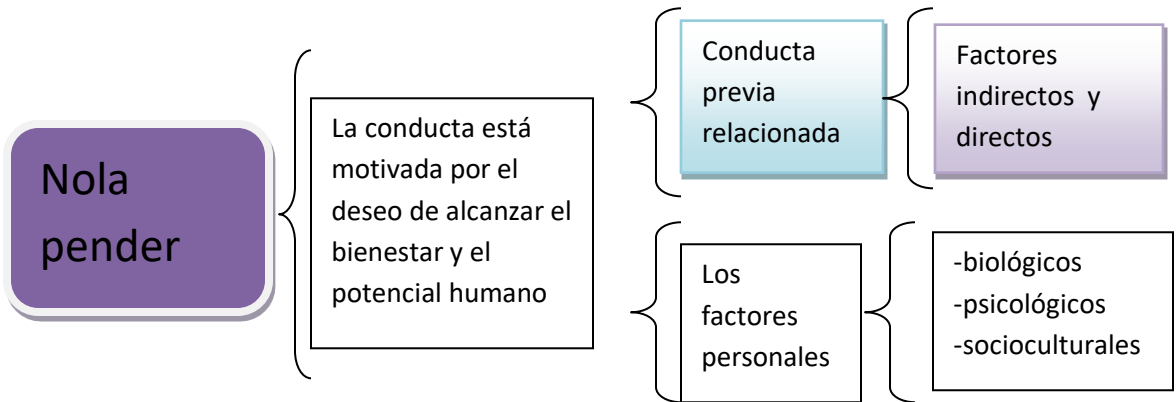 Nola
pender
La conducta está
motivada por el
deseo de alcanzar el
bienestar y el
potencial humano
Conducta
previa
relacionada
Factores
indirectos y
directos
Los
factores
personales
-biológicos
-psicológicos
-socioculturales